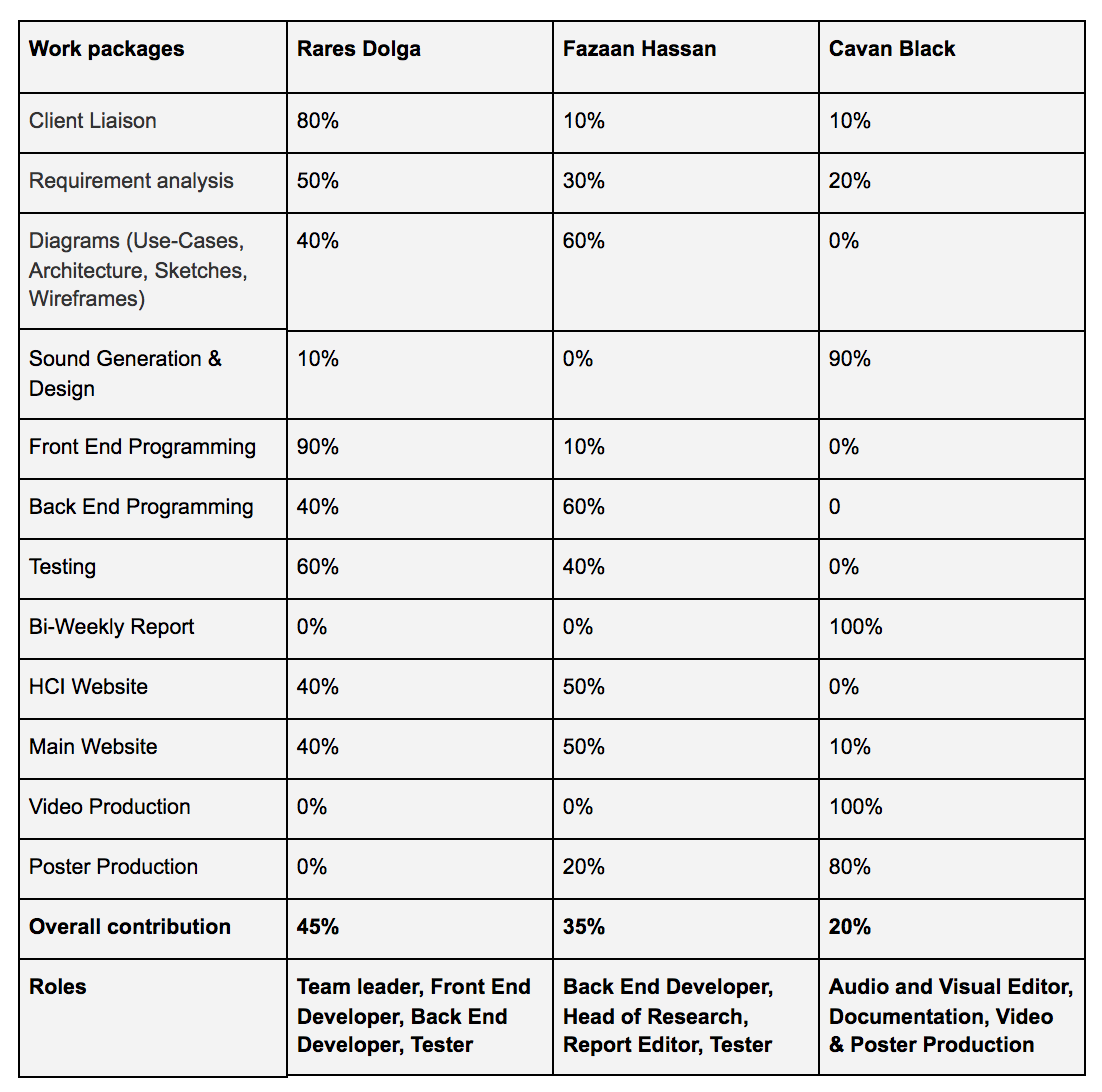 Work packages Rares Dolga Fazaan Hassan Cavan Black
Client Liaison 80% 10% 10%
Requirement analysis 50% 30% 20%
Diagrams (Use-Cases, 40% 60% 0%
Architecture, Sketches,
Wireframes)
Sound Generation & 10% 0% 90%
Design
Front End Programming 90% 10% 0%
Back End Programming 40% 60% 0
Testing 60% 40% 0%
Bi-Weekly Report 0% 0% 100%
HCI Website 40% 50% 0%
Main Website 40% 50% 10%
Video Production 0% 0% 100%
Poster Production 0% 20% 80%
Overall contribution 45% 35% 20%
Roles Team leader, Front End Back End Developer, Audio and Visual Editor,
Developer, Back End Head of Research, Documentation, Video
Developer, Tester Report Editor, Tester & Poster Production